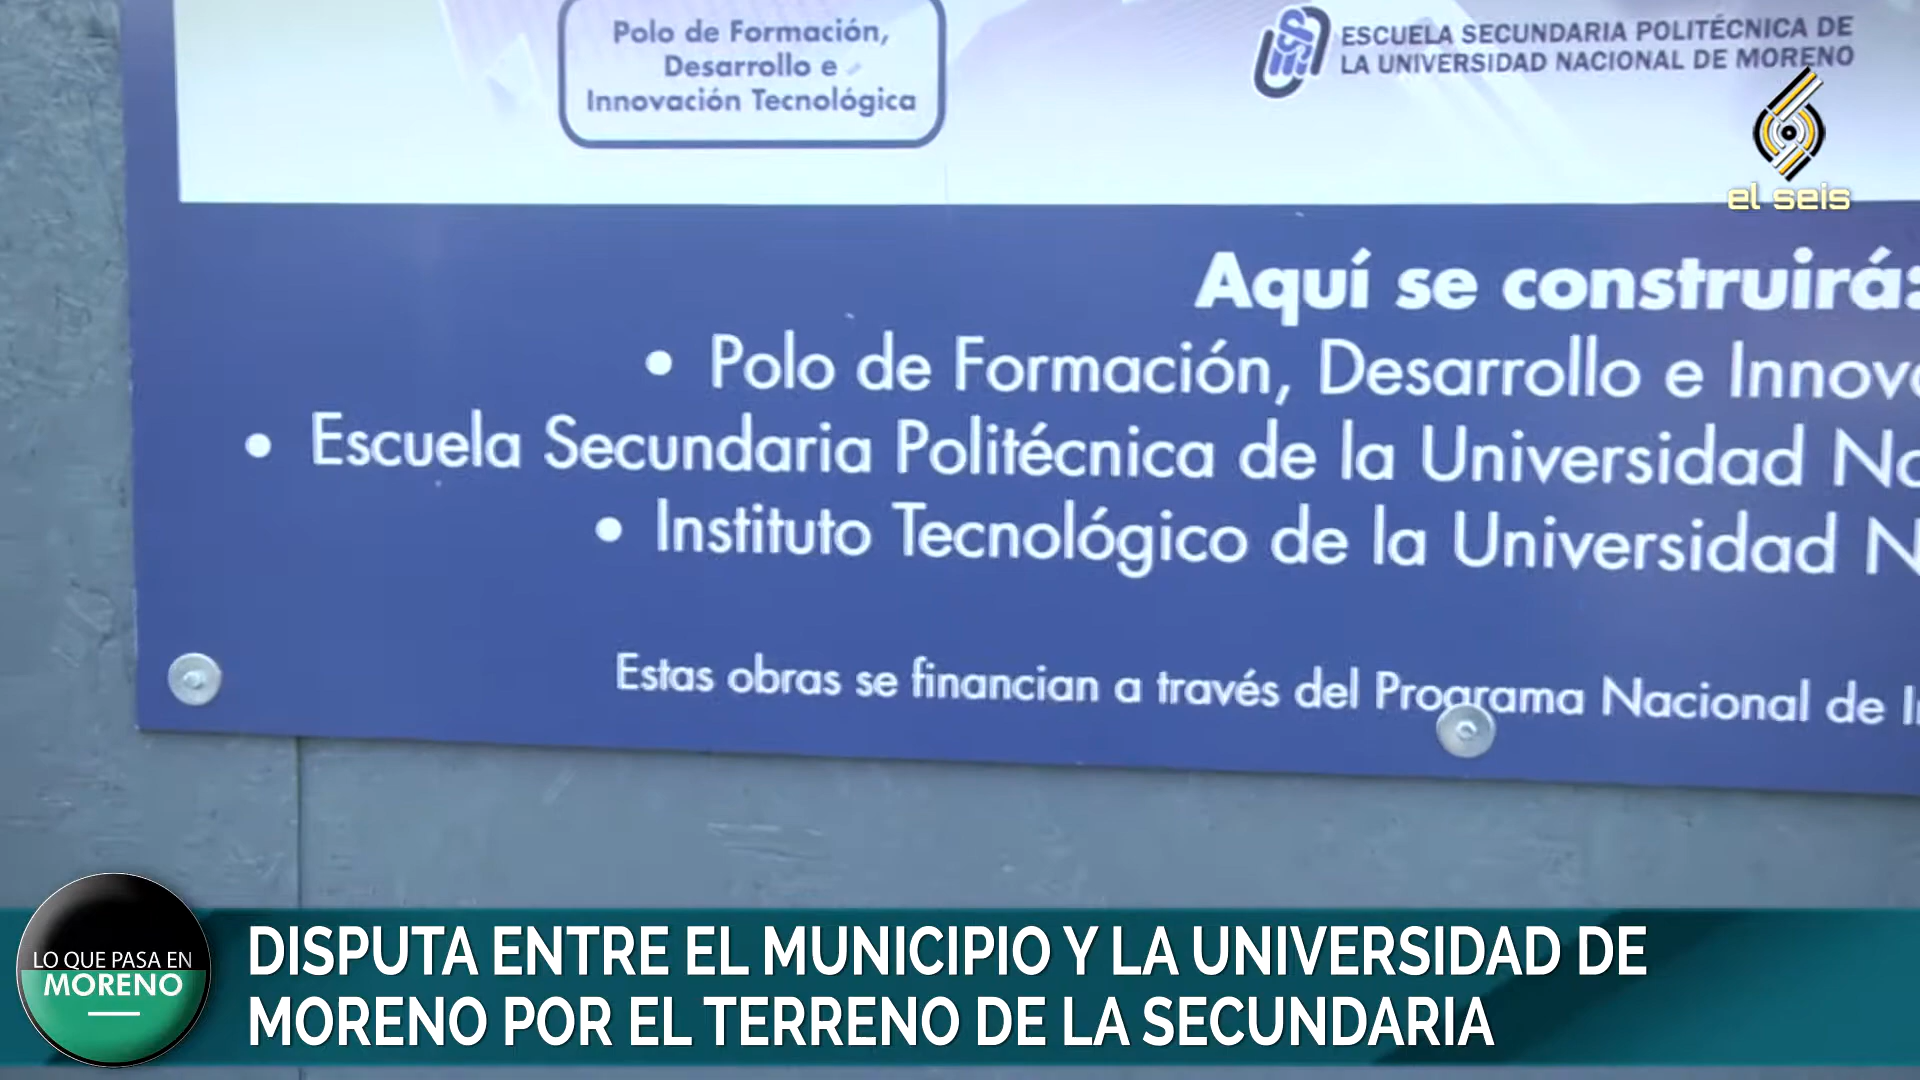 Polo de Formación,
Desarrollo e
Innovación Tecnológica
ESCUELA SECUNDARIA POLITÉCNICA DE
LA UNIVERSIDAD NACIONAL DE MORENO
el seis
Aquí se construirá:
• Polo de Formación, Desarrollo e
• Escuela Secundaria Politécnica de la Universidad
• Instituto Tecnológico de la Universidad
Estas obras se financian a través del Programa Nacional de
LO QUE PASA EN
MORENO
DISPUTA ENTRE EL MUNICIPIO Y LA UNIVERSIDAD DE
MORENO POR EL TERRENO DE LA SECUNDARIA